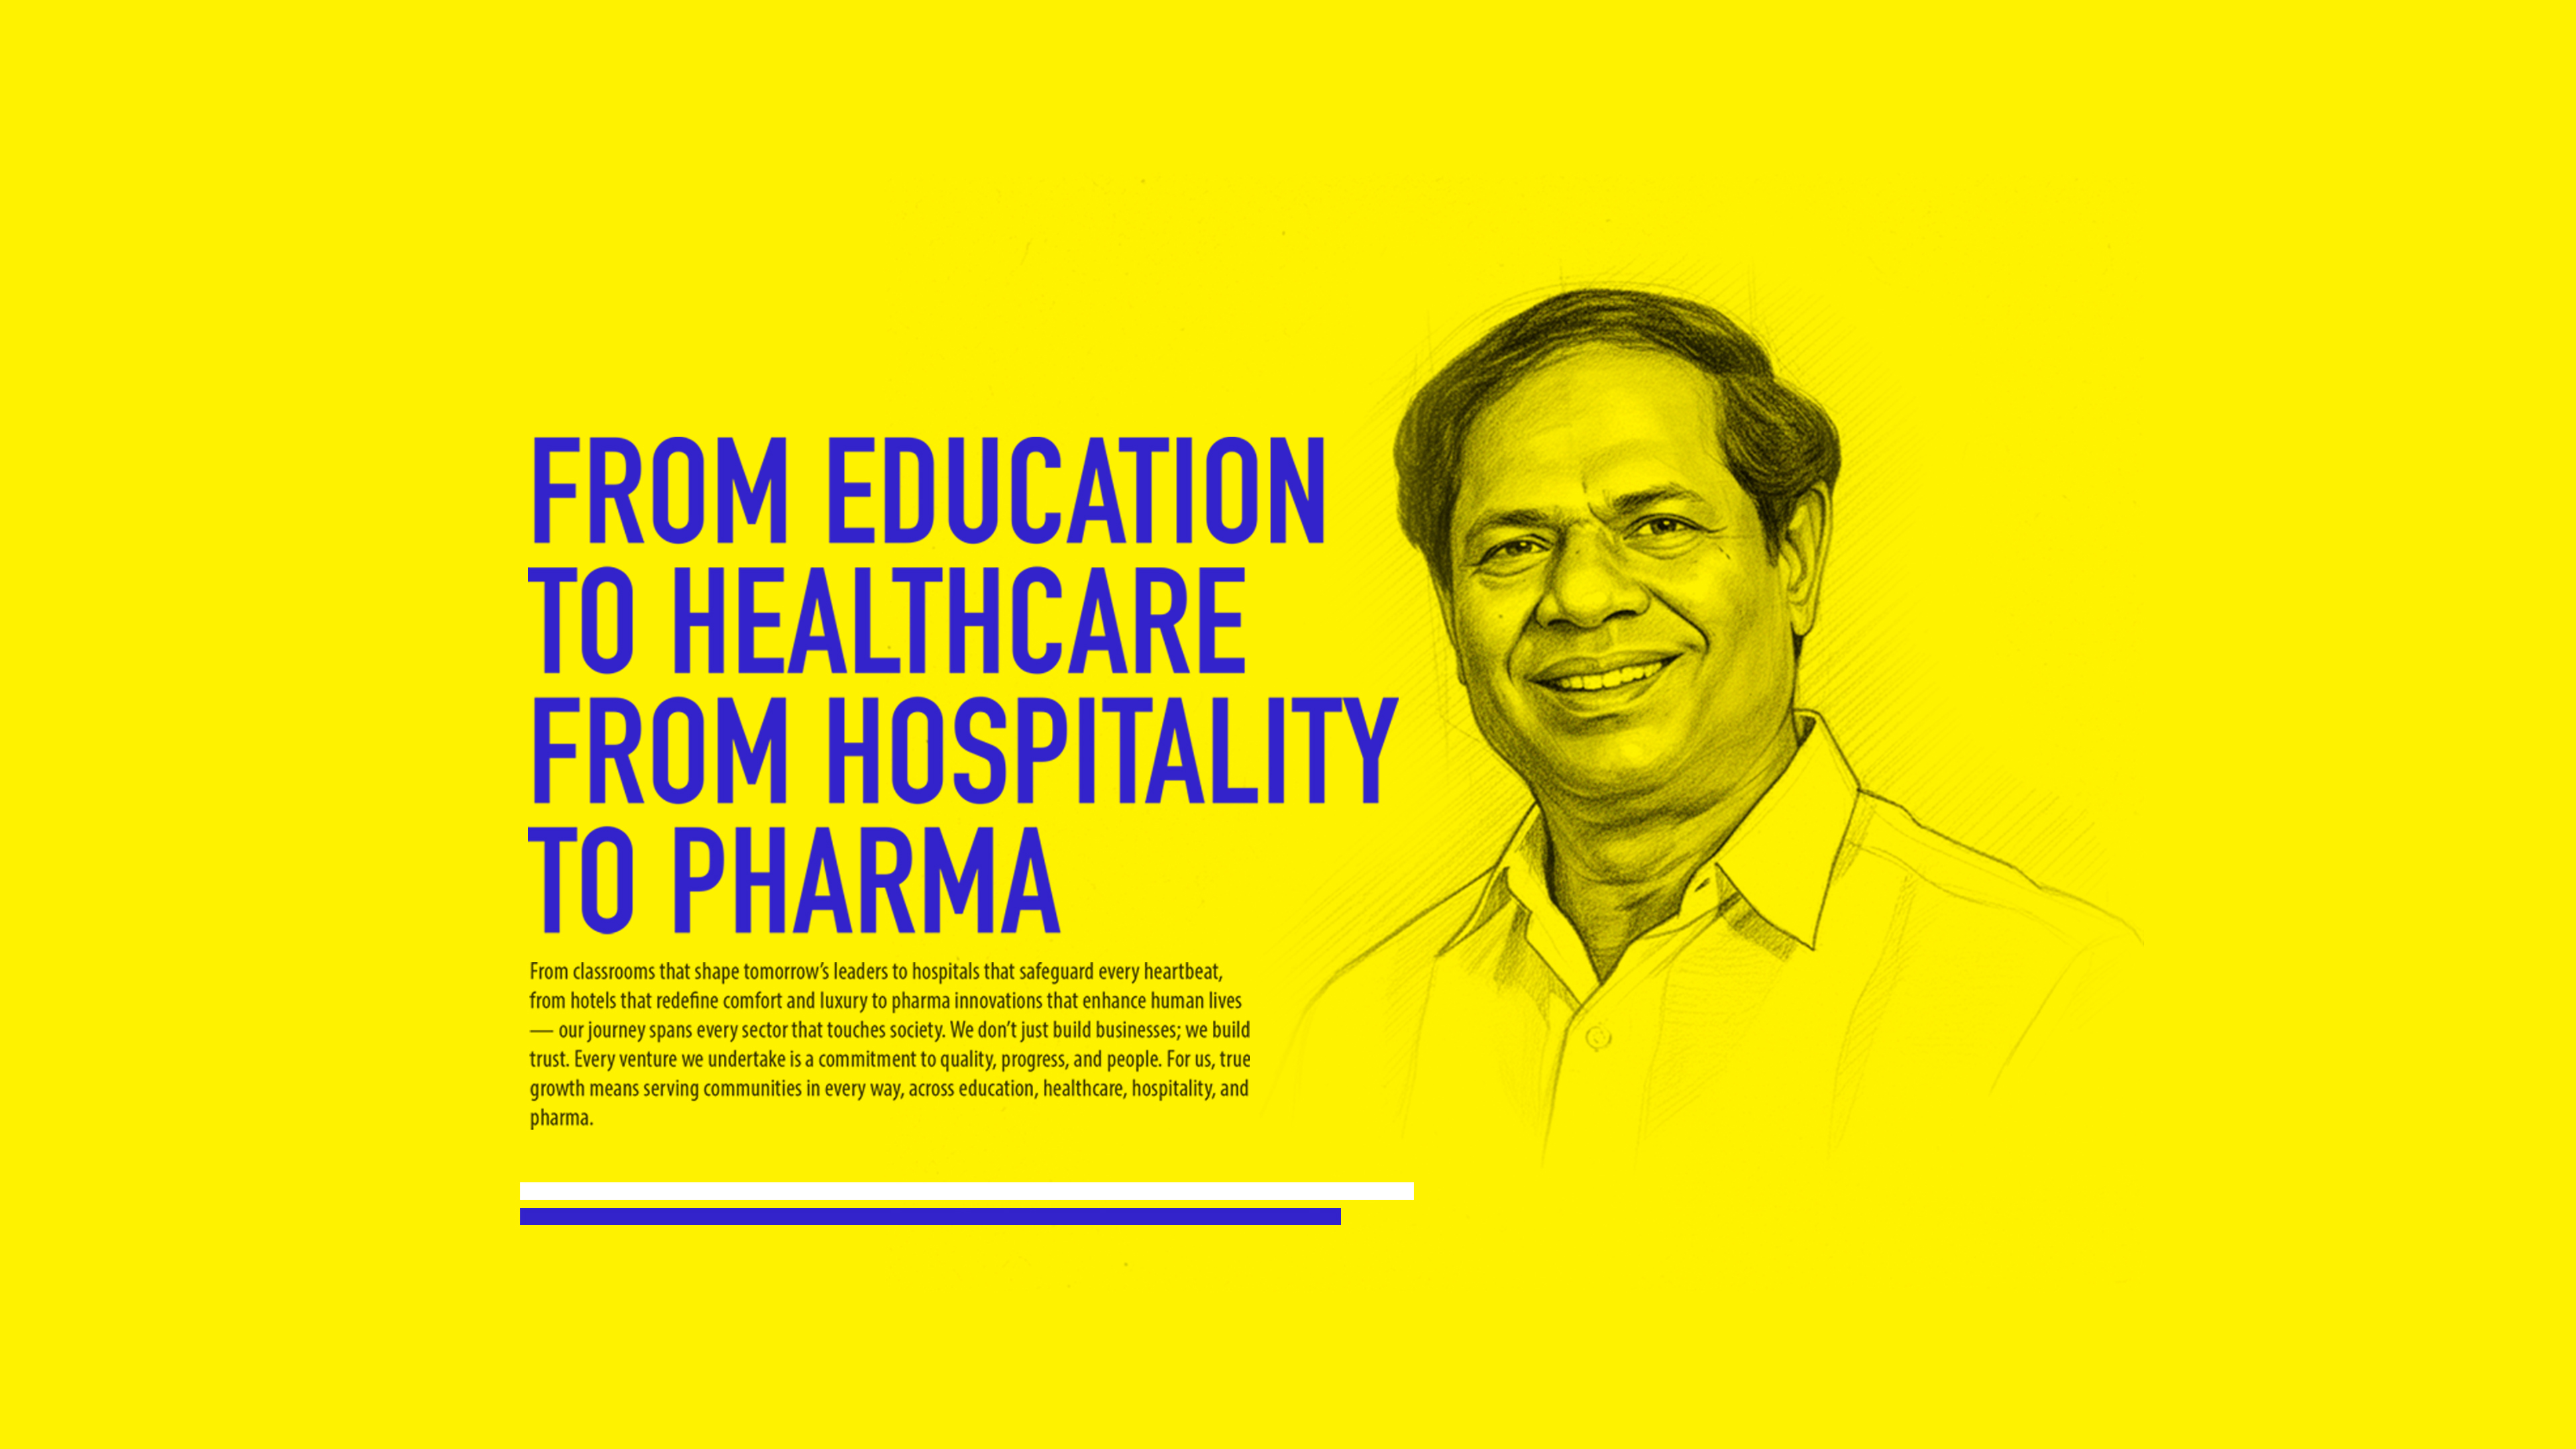 FROM EDUCATION
TO HEALTHCARE
FROM HOSPITALITY
TO PHARMA
From classrooms that shape tomorrow’s leaders to hospitals that safeguard every heartbeat,
from hotels that redefine comfort and luxury to pharma innovations that enhance human lives
— our journey spans every sector that touches society. We don’t just build businesses; we build
trust. Every venture we undertake is a commitment to quality, progress, and people. For us, true
growth means serving communities in every way, across education, healthcare, hospitality, and
pharma.